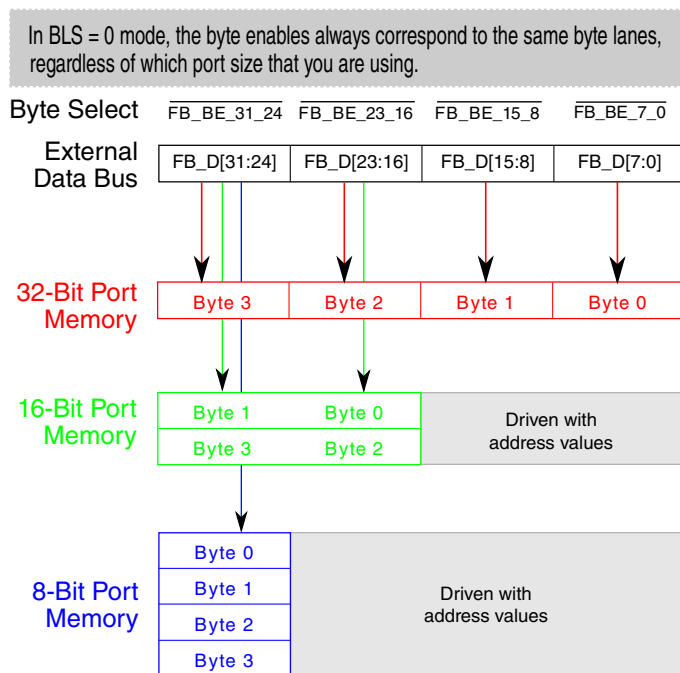 In BLS = 0 mode, the byte enables always correspond to the same byte lanes,
regardless of which port size that you are using.
Byte Select FB_BE_31_24 FB_BE_23_16 FB_BE_15_8 FB_BE_7_0
External
Data Bus
FB_D[31:24] FB_D[23:16] FB_D[15:8] FB_D[7:0]
32-Bit Port
Memory
Byte 3 Byte 2 Byte 1 Byte 0
16-Bit Port
Memory
Byte 1 Byte 0
Byte 3 Byte 2
Driven with
address values
8-Bit Port
Memory
Byte 0
Byte 1
Byte 2
Byte 3
Driven with
address values